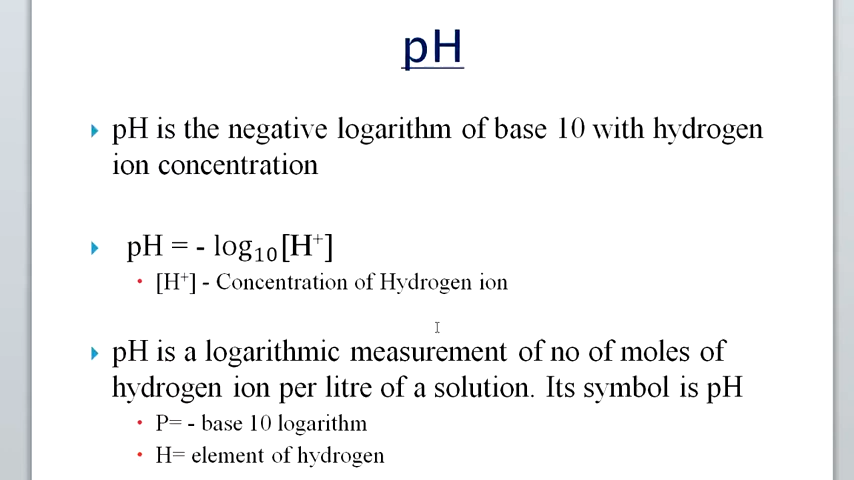 pH
pH is the negative logarithm of base 10 with hydrogen
ion concentration
pH = - log₁₀[H⁺]
[H⁺] - Concentration of Hydrogen ion
pH is a logarithmic measurement of no of moles of
hydrogen ion per litre of a solution. Its symbol is pH
P= - base 10 logarithm
H= element of hydrogen